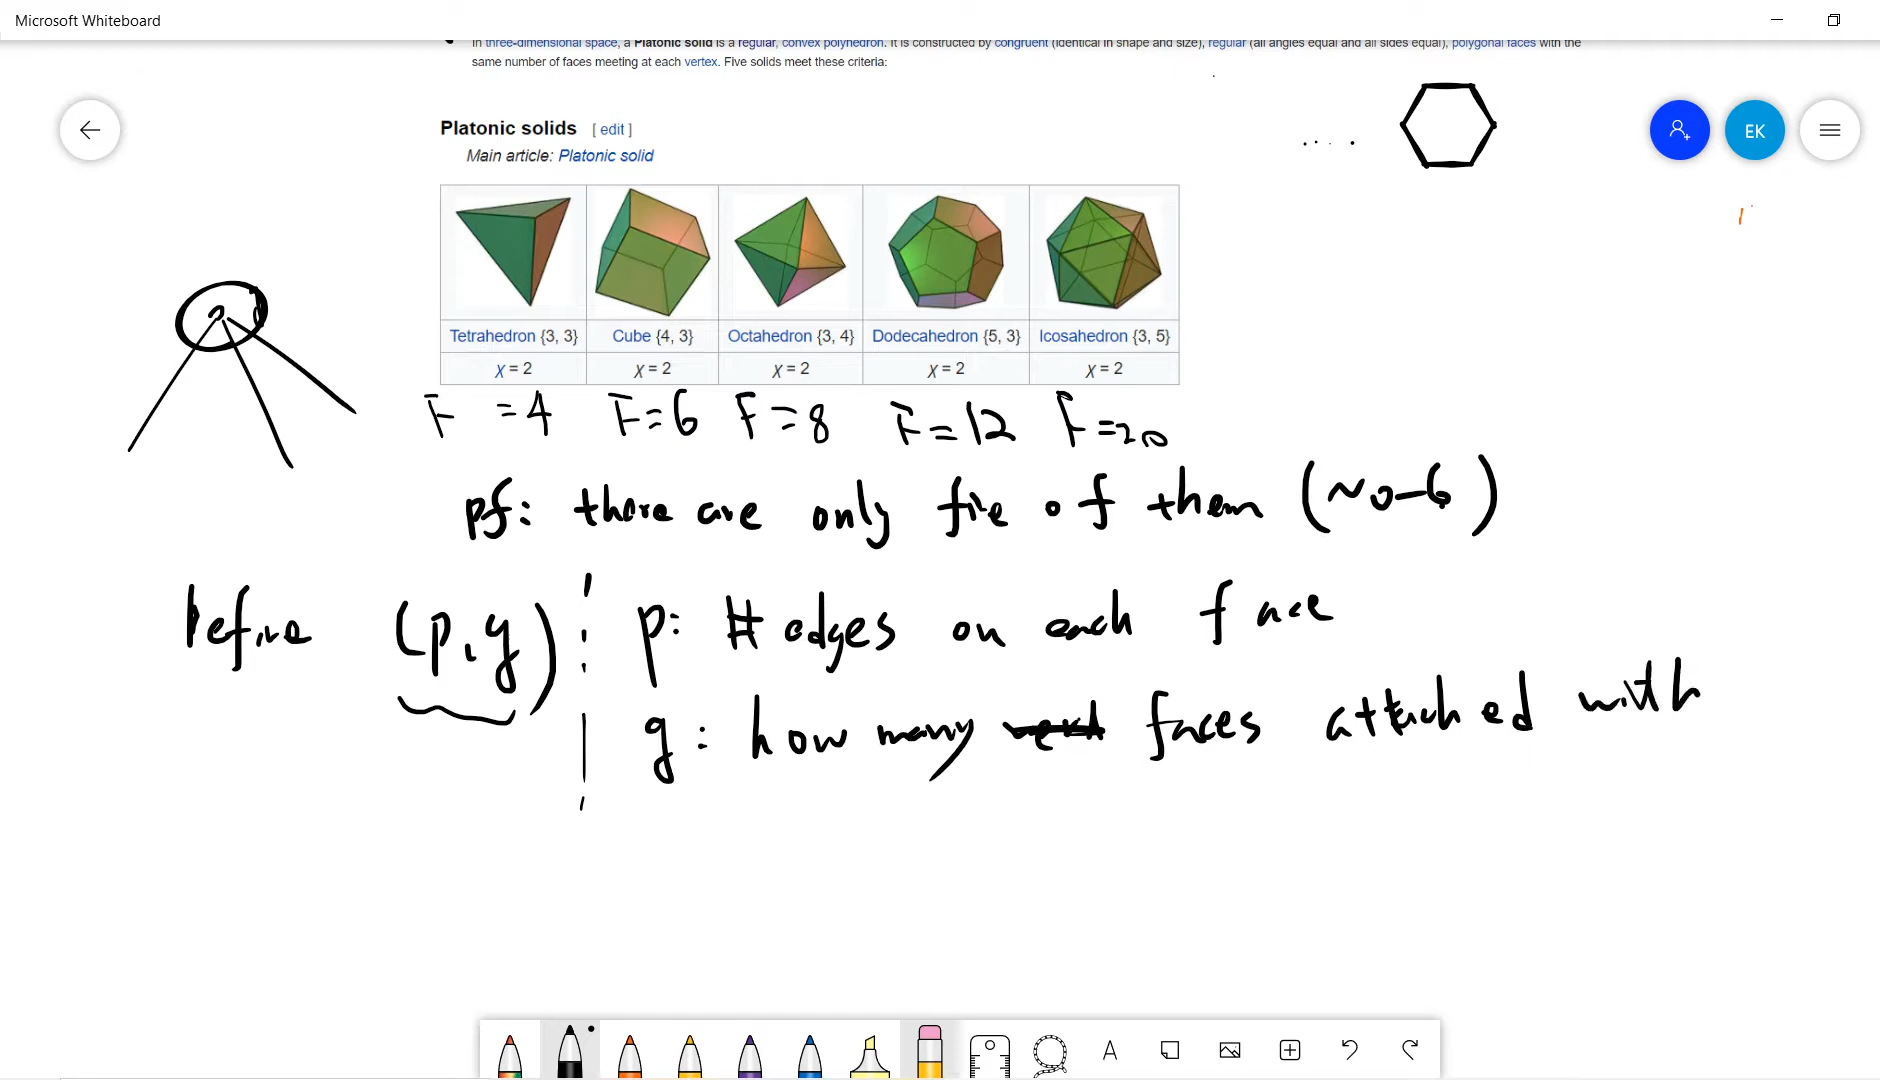 Microsoft Whiteboard
In three-dimensional space, a Platonic solid is a regular, convex polyhedron. It is constructed by congruent (identical in shape and size), regular (all angles equal and all sides equal), polygonal faces with the
same number of faces meeting at each vertex. Five solids meet these criteria:
Platonic solids [ edit ]
Main article: Platonic solid
EK
Tetrahedron {3, 3} Cube {4, 3} Octahedron {3, 4} Dodecahedron {5, 3} Icosahedron {3, 5}
χ = 2 χ = 2 χ = 2 χ = 2 χ = 2
F = 4 F = 6 F = 8 F = 12 F = 20
pf: there are only five of them (no 6)
Define (p, q) p: # edges on each face
q: how many faces attached with